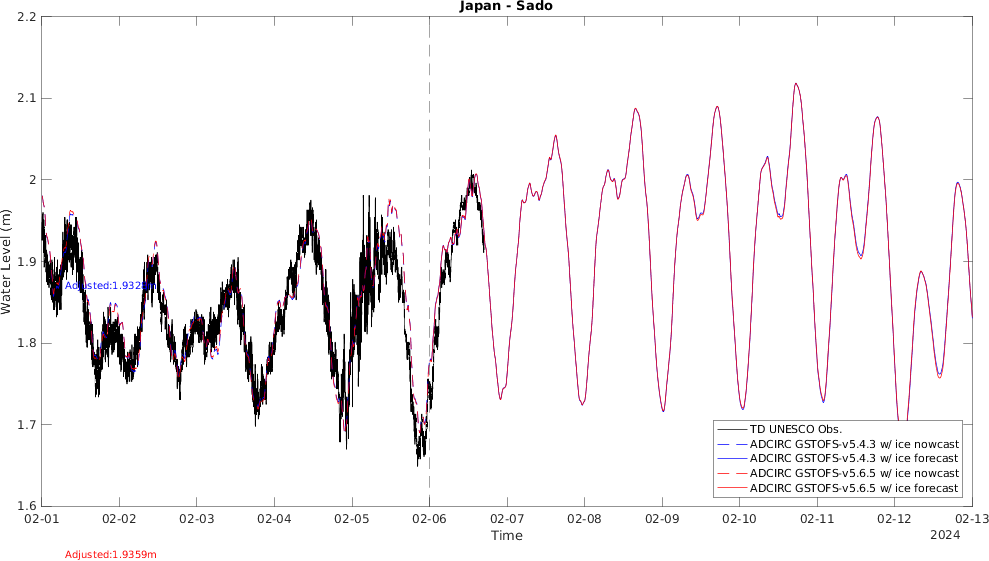 Japan - Sado
2.2
2.1
2
1.9
1.8
1.7
1.6
Water Level (m)
Adjusted:1.9328m
TD UNESCO Obs.
ADCIRC GSTOFS-v5.4.3 w/ ice nowcast
ADCIRC GSTOFS-v5.4.3 w/ ice forecast
ADCIRC GSTOFS-v5.6.5 w/ ice nowcast
ADCIRC GSTOFS-v5.6.5 w/ ice forecast
02-01 02-02 02-03 02-04 02-05 02-06 02-07 02-08 02-09 02-10 02-11 02-12 02-13
Time
2024
Adjusted:1.9359m